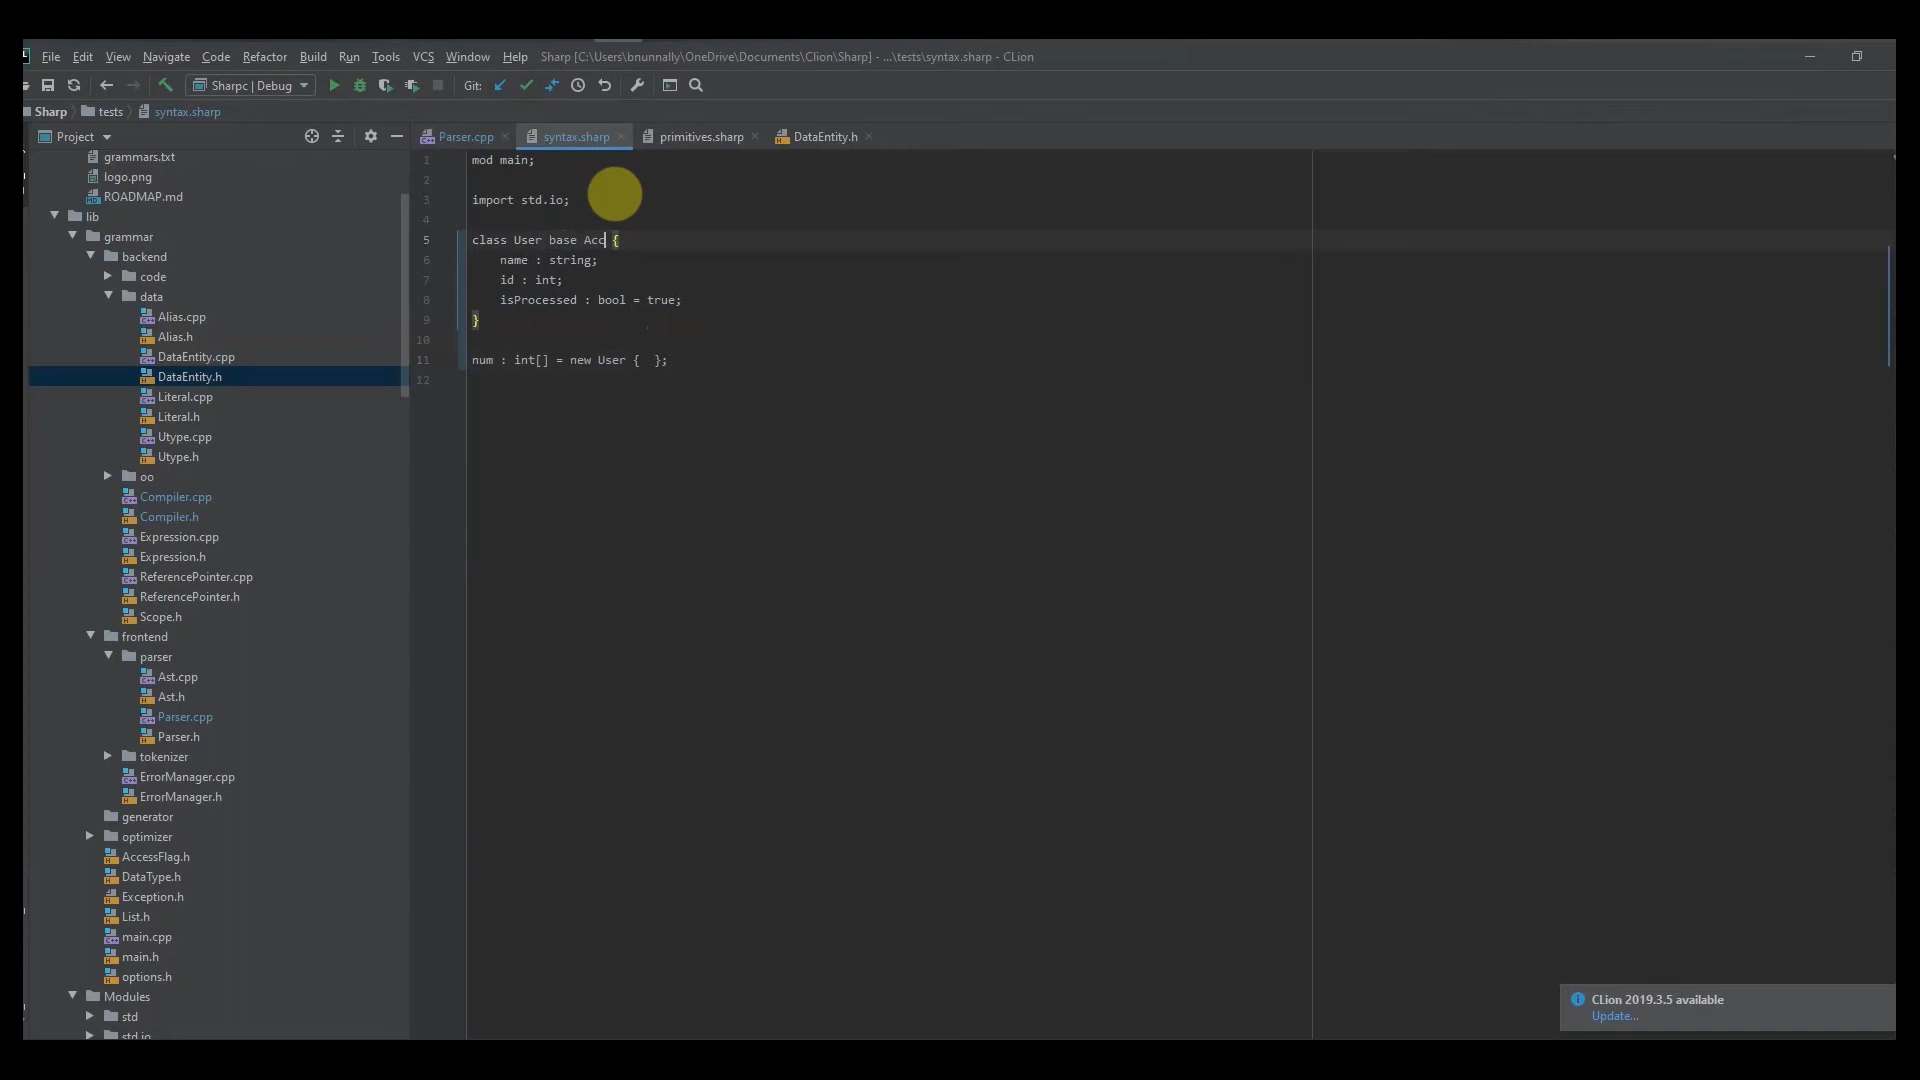 File Edit View Navigate Code Refactor Build Run Tools VCS Window Help Sharp [C:\Users\bnunnally\OneDrive\Documents\Clion\Sharp] - ...\tests\syntax.sharp - CLion
Sharpc | Debug Git:
Sharp tests syntax.sharp
Project
Parser.cpp syntax.sharp primitives.sharp DataEntity.h
grammars.txt
logo.png
ROADMAP.md
lib
grammar
backend
code
data
Alias.cpp
Alias.h
DataEntity.cpp
DataEntity.h
Literal.cpp
Literal.h
Utype.cpp
Utype.h
oo
Compiler.cpp
Compiler.h
Expression.cpp
Expression.h
ReferencePointer.cpp
ReferencePointer.h
Scope.h
frontend
parser
Ast.cpp
Ast.h
Parser.cpp
Parser.h
tokenizer
ErrorManager.cpp
ErrorManager.h
generator
optimizer
AccessFlag.h
DataType.h
Exception.h
List.h
main.cpp
main.h
options.h
Modules
std
std.io
1 mod main;
2
3 import std.io;
4
5 class User base Acc {
6 name : string;
7 id : int;
8 isProcessed : bool = true;
9 }
10
11 num : int[] = new User { };
12
CLion 2019.3.5 available
Update...